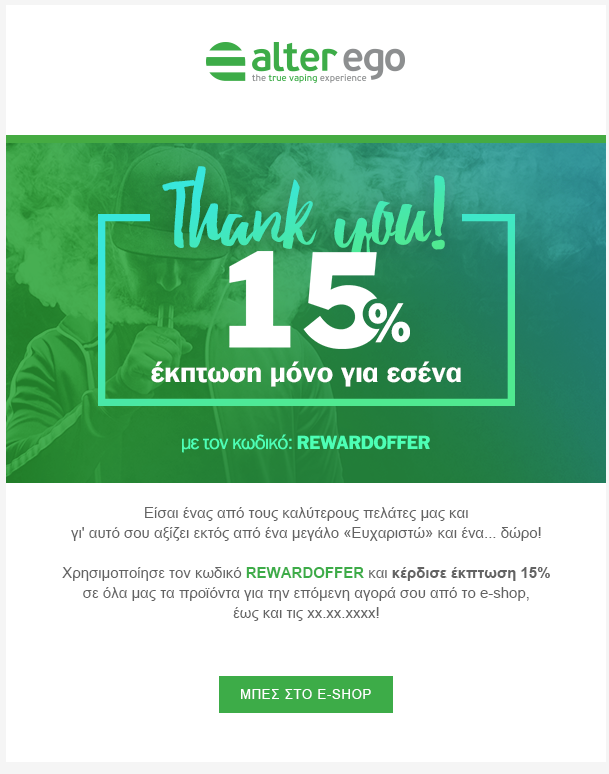 alter ego
the true vaping experience
Thank you!
15%
έκπτωση μόνο για εσένα
με τον κωδικό: REWARDOFFER
Είσαι ένας από τους καλύτερους πελάτες μας και
γι' αυτό σου αξίζει εκτός από ένα μεγάλο «Ευχαριστώ» και ένα... δώρο!
Χρησιμοποίησε τον κωδικό REWARDOFFER και κέρδισε έκπτωση 15%
σε όλα μας τα προϊόντα για την επόμενη αγορά σου από το e-shop,
έως και τις xx.xx.xxxx!
ΜΠΕΣ ΣΤΟ E-SHOP